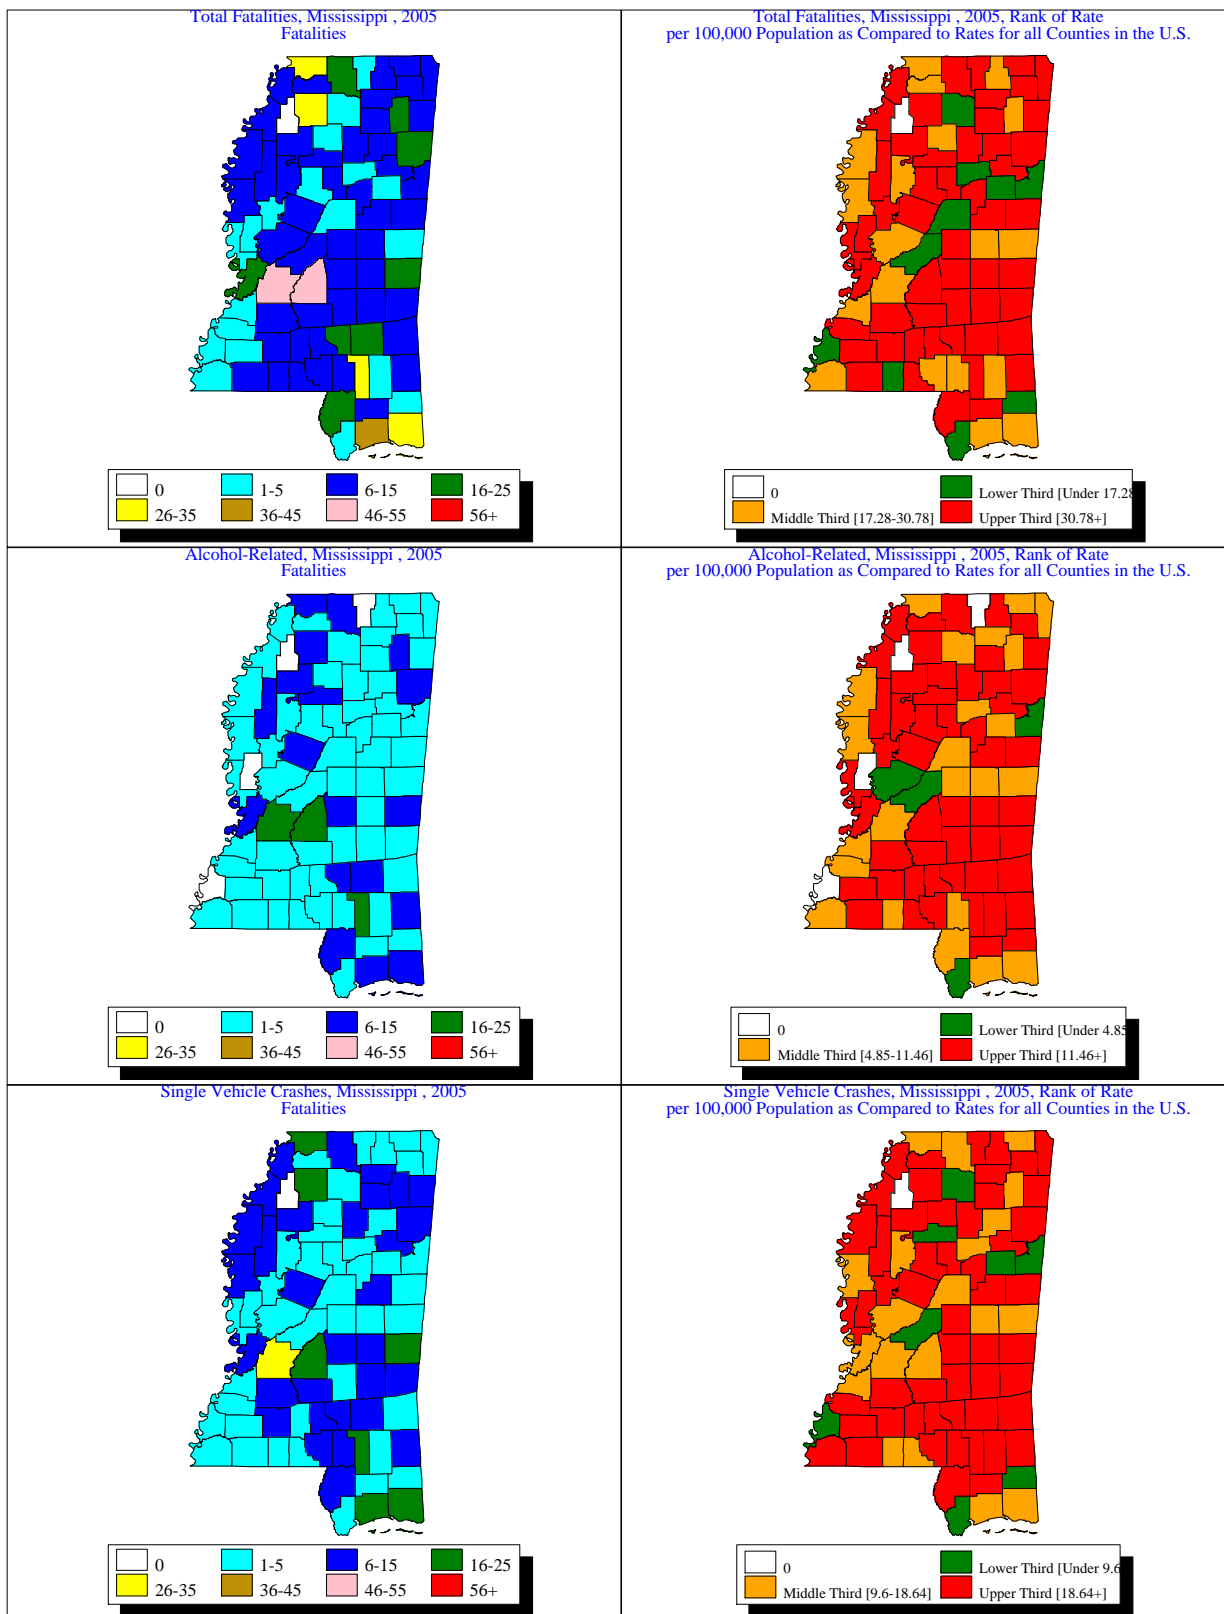 Total Fatalities, Mississippi , 2005
Fatalities
0
1-5
6-15
16-25
26-35
36-45
46-55
56+
Total Fatalities, Mississippi , 2005, Rank of Rate
per 100,000 Population as Compared to Rates for all Counties in the U.S.
0
Lower Third [Under 17.28
Middle Third [17.28-30.78]
Upper Third [30.78+]
Alcohol-Related, Mississippi , 2005
Fatalities
0
1-5
6-15
16-25
26-35
36-45
46-55
56+
Alcohol-Related, Mississippi , 2005, Rank of Rate
per 100,000 Population as Compared to Rates for all Counties in the U.S.
0
Lower Third [Under 4.85
Middle Third [4.85-11.46]
Upper Third [11.46+]
Single Vehicle Crashes, Mississippi , 2005
Fatalities
0
1-5
6-15
16-25
26-35
36-45
46-55
56+
Single Vehicle Crashes, Mississippi , 2005, Rank of Rate
per 100,000 Population as Compared to Rates for all Counties in the U.S.
0
Lower Third [Under 9.6
Middle Third [9.6-18.64]
Upper Third [18.64+]